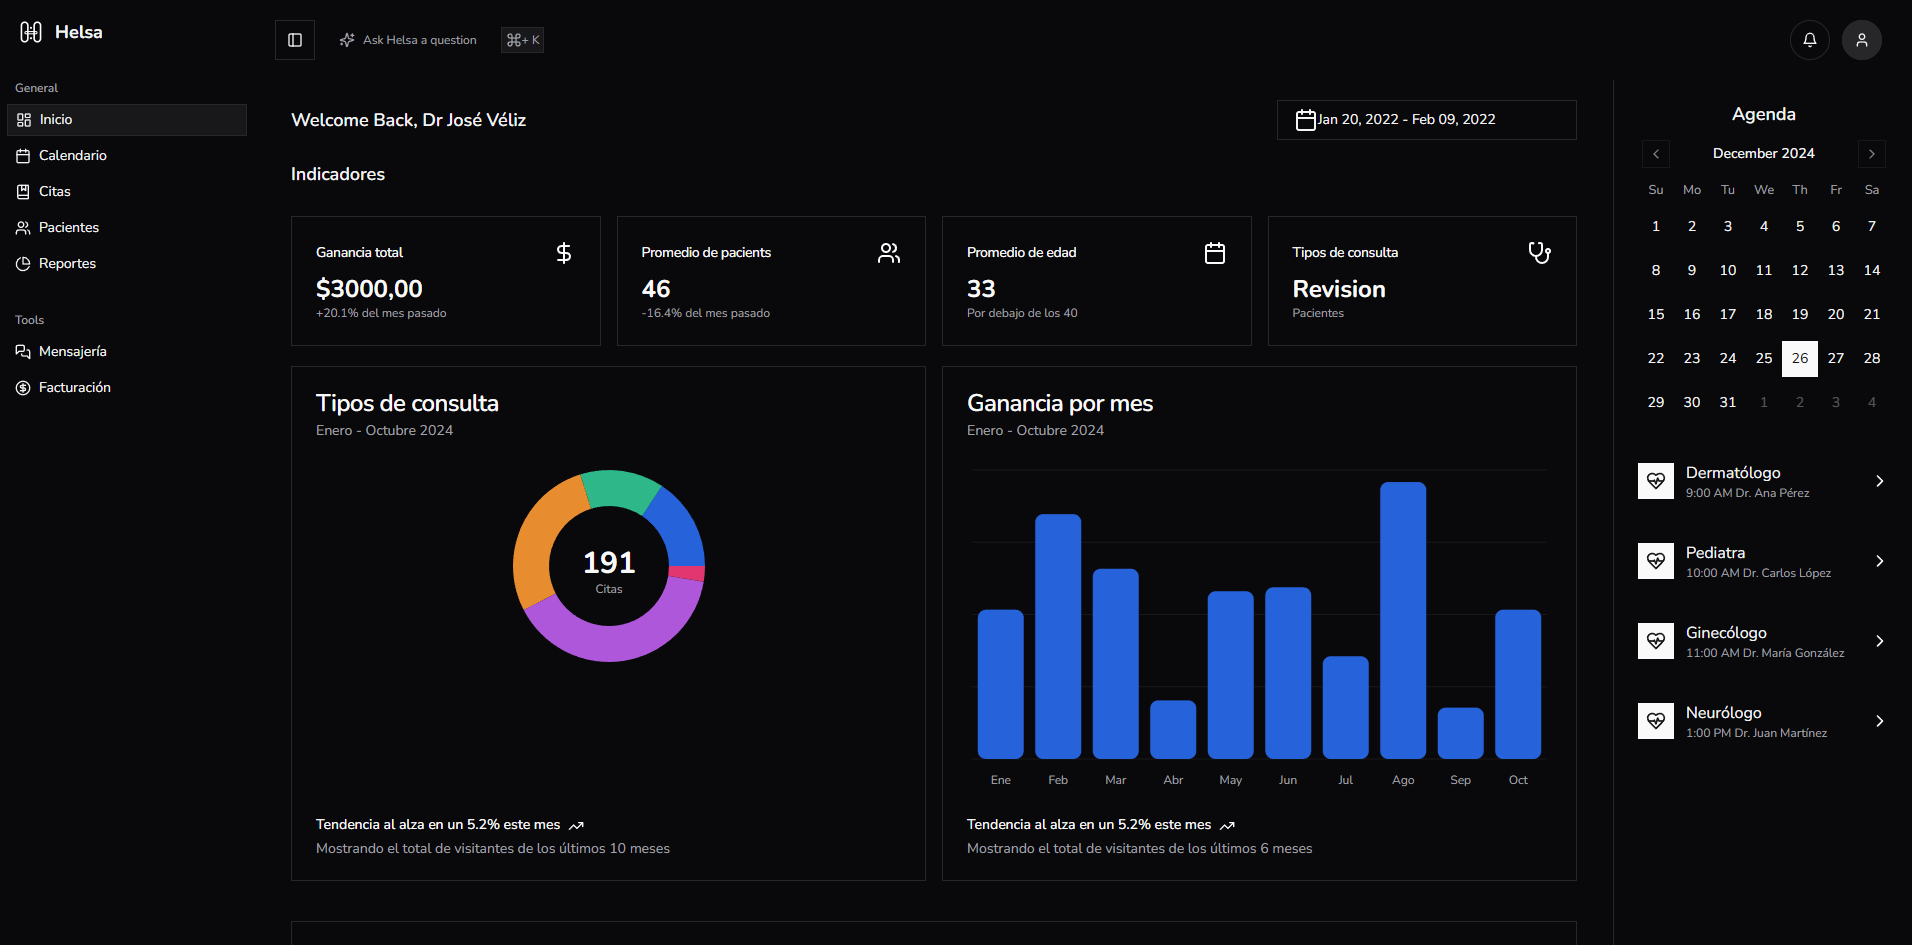 Helsa
General
Inicio
Calendario
Citas
Pacientes
Reportes
Tools
Mensajería
Facturación
Ask Helsa a question
⌘+ K
Welcome Back, Dr José Véliz
Jan 20, 2022 - Feb 09, 2022
Indicadores
Ganancia total
$3000,00
+20.1% del mes pasado
Promedio de pacients
46
-16.4% del mes pasado
Promedio de edad
33
Por debajo de los 40
Tipos de consulta
Revision
Pacientes
Tipos de consulta
Enero - Octubre 2024
191
Citas
Tendencia al alza en un 5.2% este mes
Mostrando el total de visitantes de los últimos 10 meses
Ganancia por mes
Enero - Octubre 2024
Ene Feb Mar Abr May Jun Jul Ago Sep Oct
Tendencia al alza en un 5.2% este mes
Mostrando el total de visitantes de los últimos 6 meses
Agenda
December 2024
Su Mo Tu We Th Fr Sa
1 2 3 4 5 6 7
8 9 10 11 12 13 14
15 16 17 18 19 20 21
22 23 24 25 26 27 28
29 30 31 1 2 3 4
Dermatólogo
9:00 AM Dr. Ana Pérez
Pediatra
10:00 AM Dr. Carlos López
Ginecólogo
11:00 AM Dr. María González
Neurólogo
1:00 PM Dr. Juan Martínez